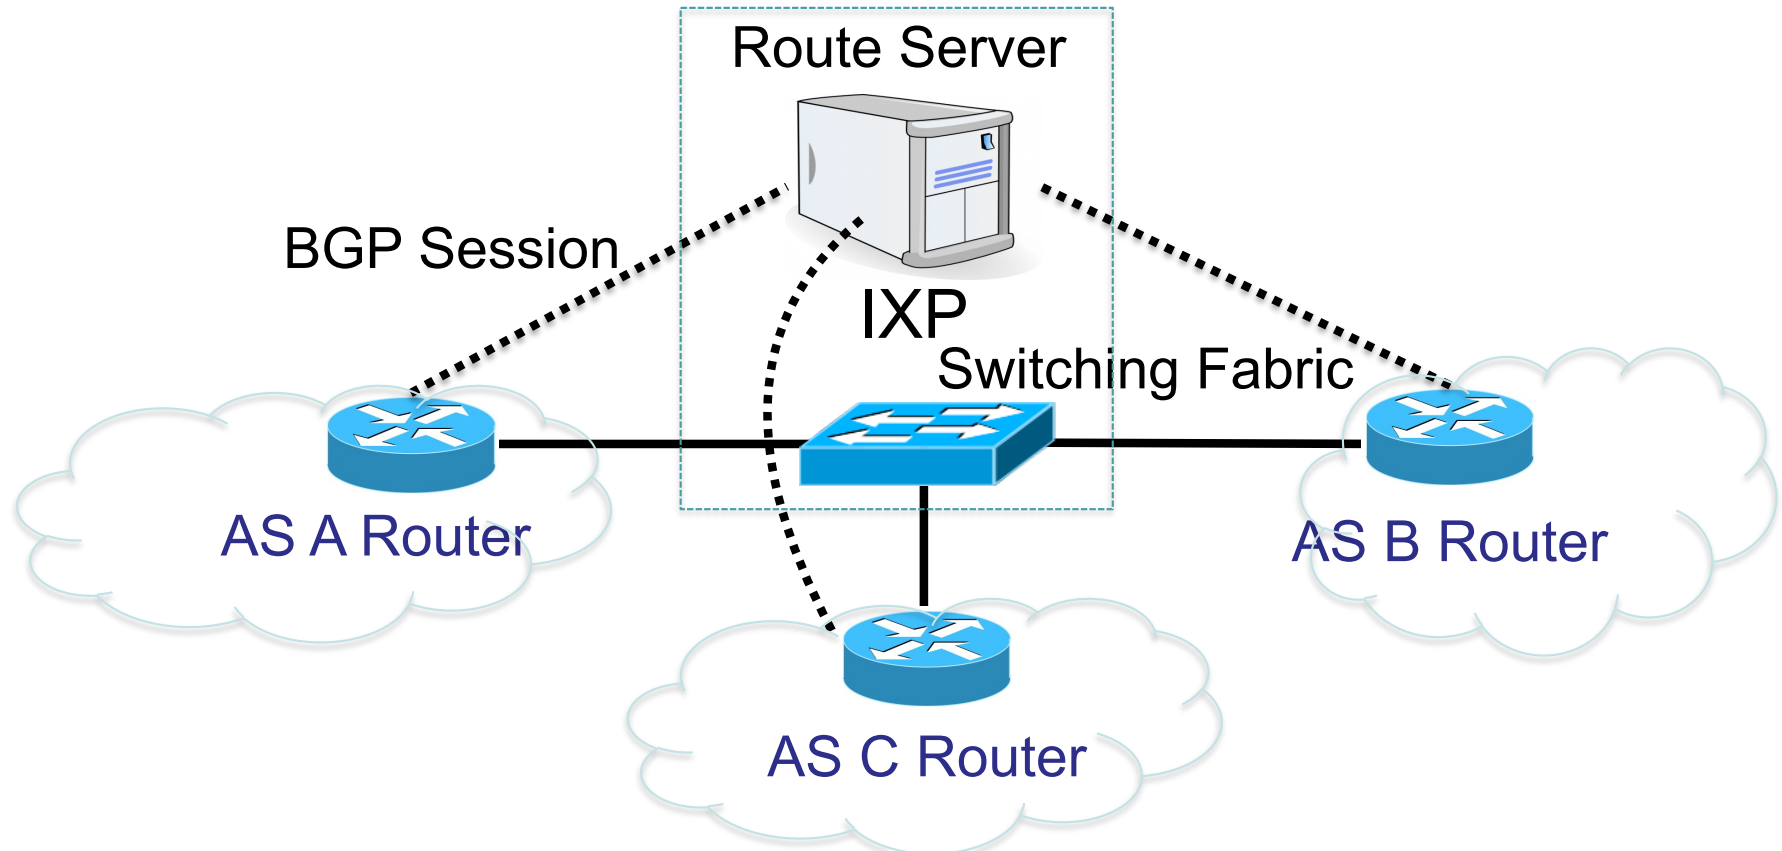 Route Server
BGP Session
IXP
Switching Fabric
AS A Router
AS B Router
AS C Router